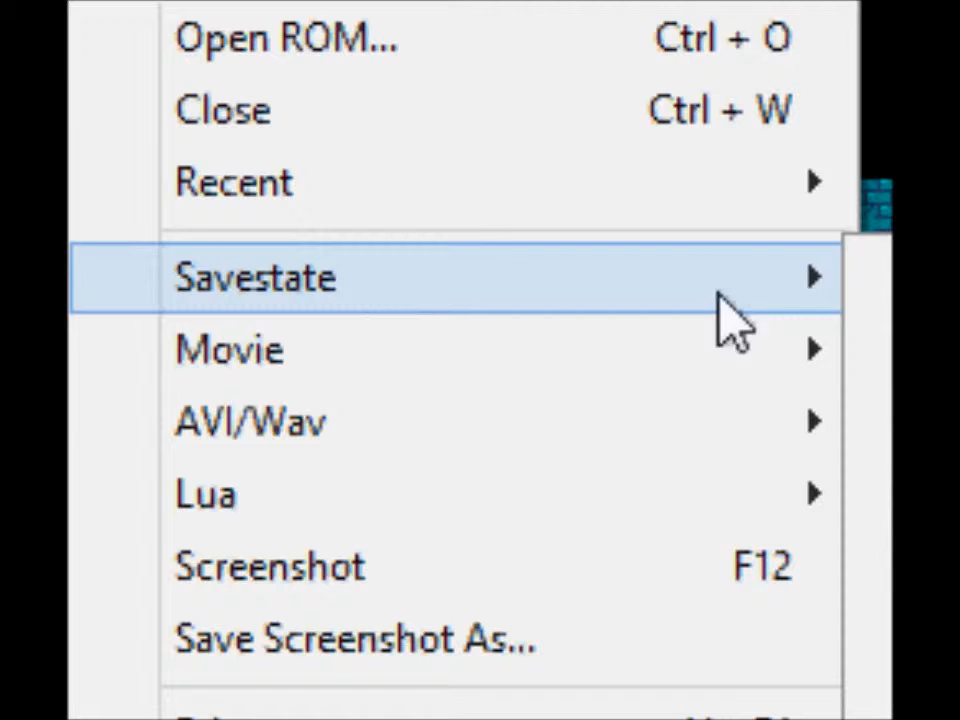 Open ROM... Ctrl + O
Close Ctrl + W
Recent
Savestate
Movie
AVI/Wav
Lua
Screenshot F12
Save Screenshot As...